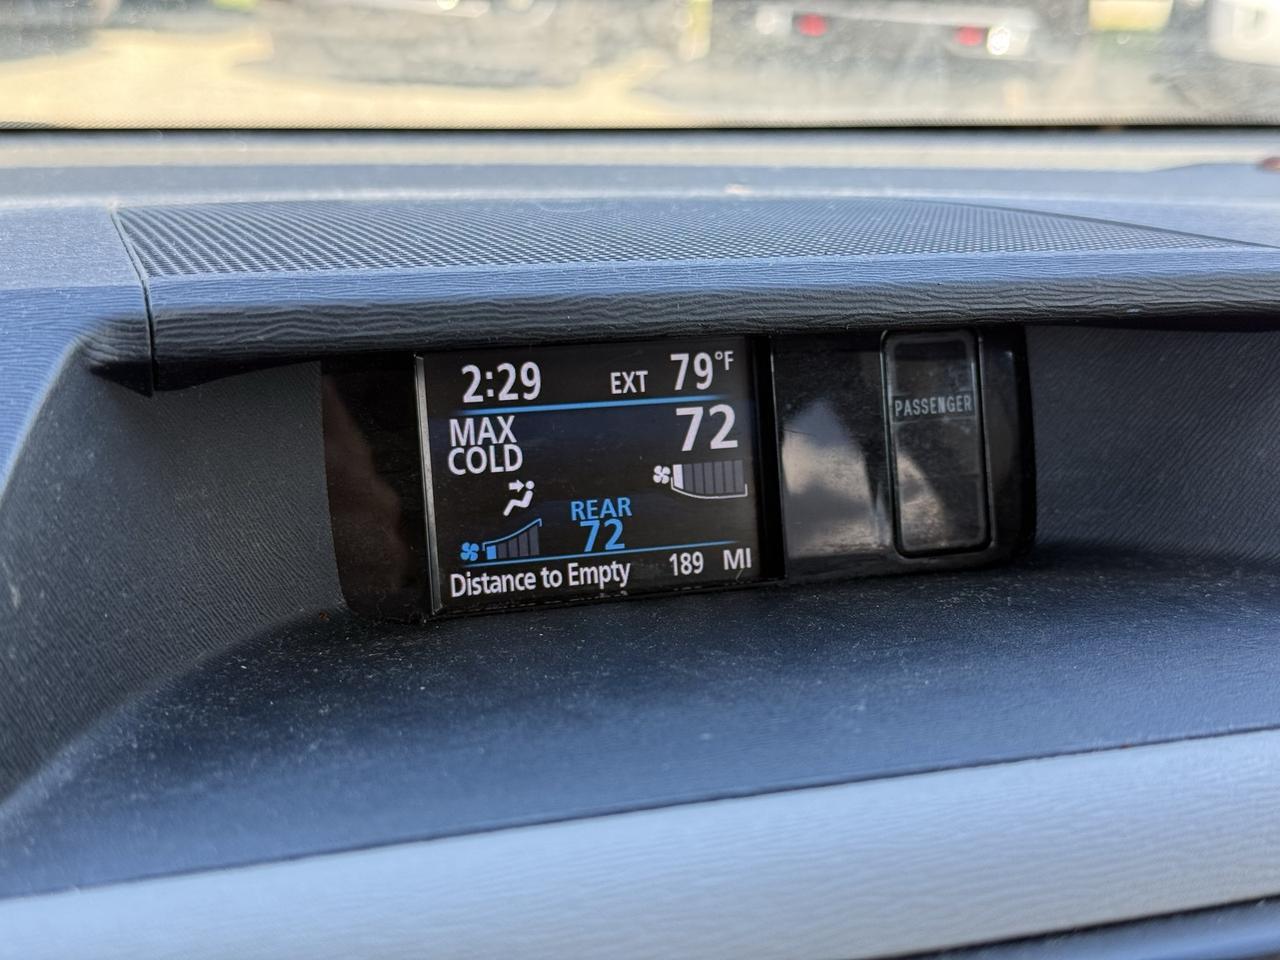 2:29 EXT 79°F
MAX
COLD
72
REAR
72
Distance to Empty 189 MI
PASSENGER